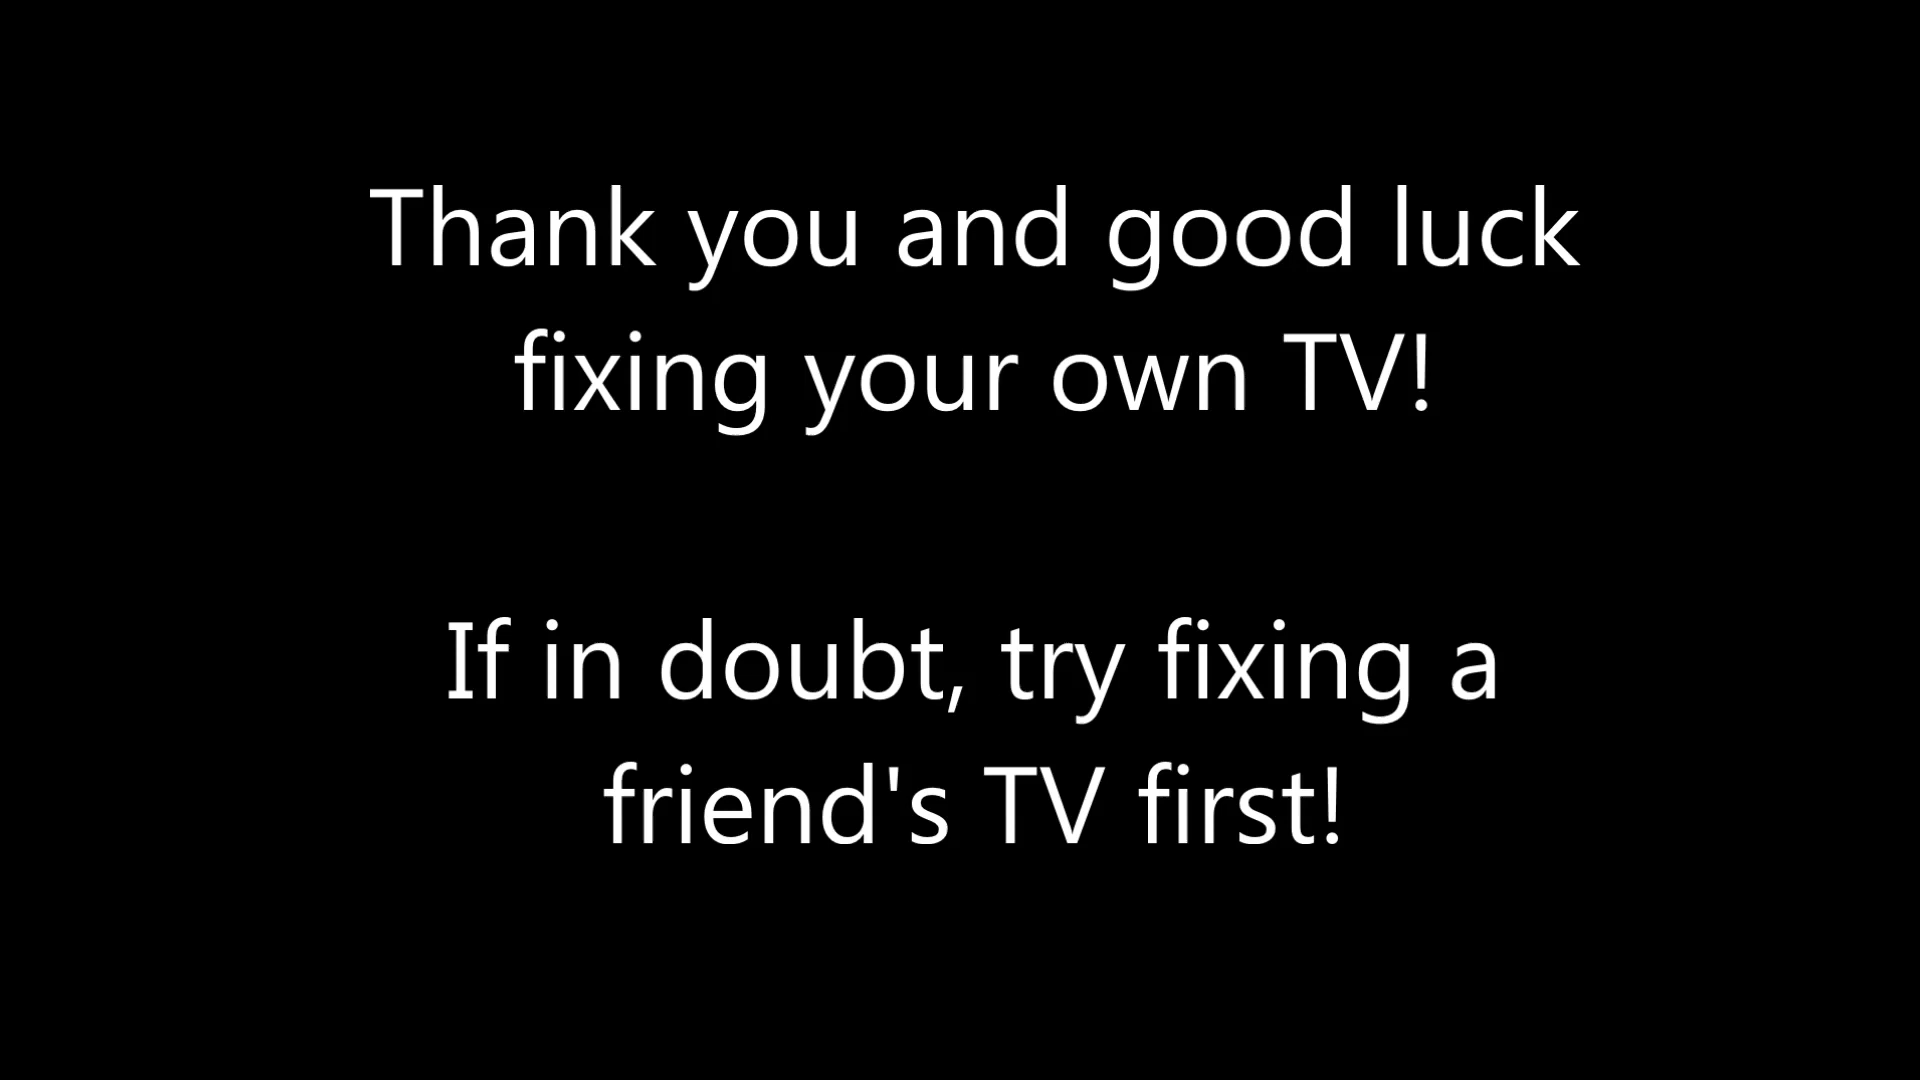 Thank you and good luck
fixing your own TV!
If in doubt, try fixing a
friend's TV first!